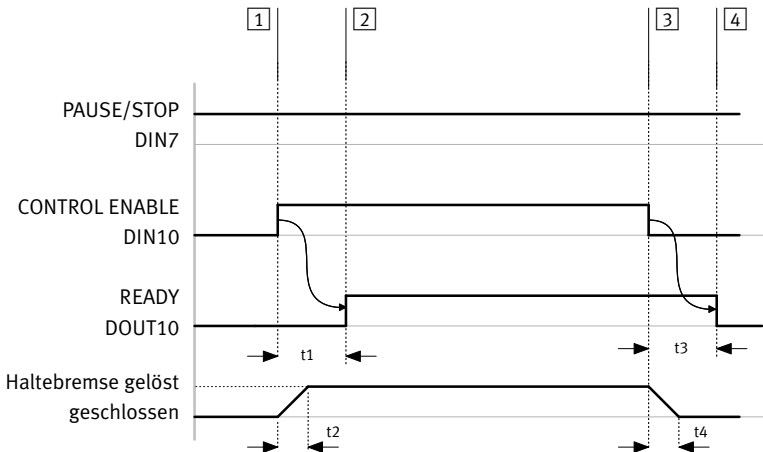 1 2 3 4
PAUSE/STOP
DIN7
CONTROL ENABLE
DIN10
READY
DOUT10
t1 t3
Haltebremse gelöst
geschlossen
t2 t4